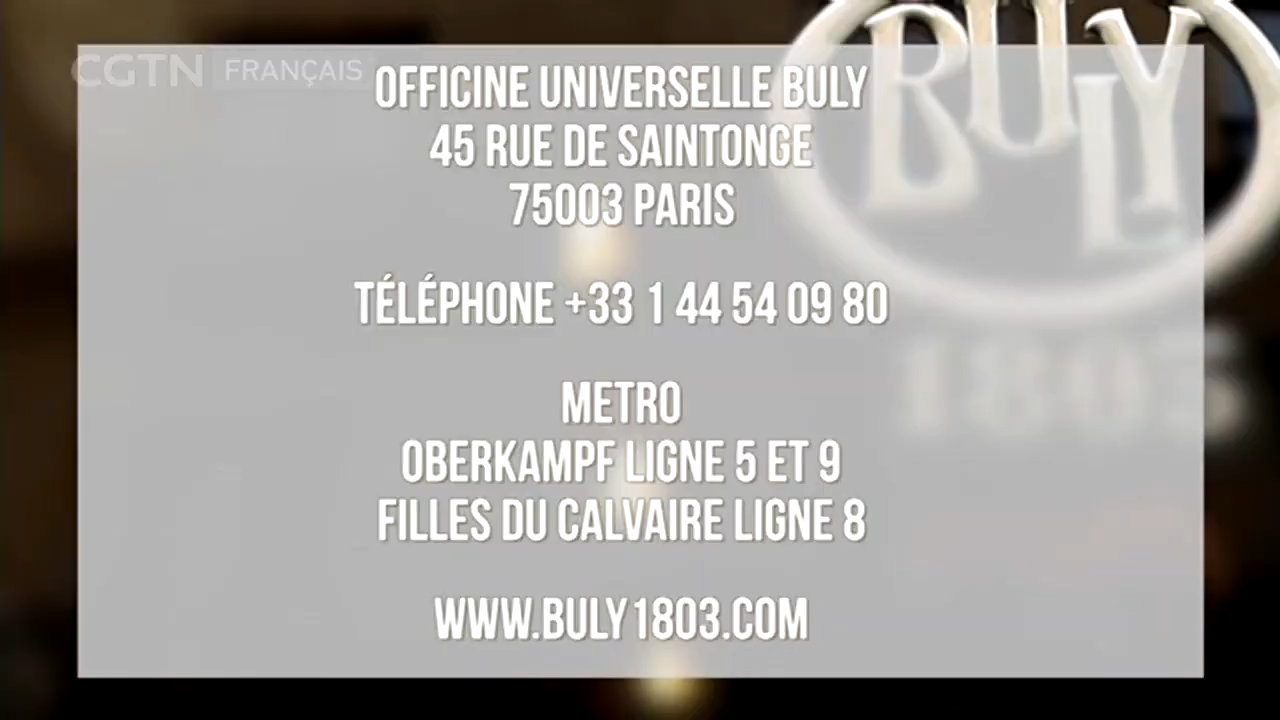 CGTN FRANÇAIS
BULY
1803
OFFICINE UNIVERSELLE BULY
45 RUE DE SAINTONGE
75003 PARIS
TÉLÉPHONE +33 1 44 54 09 80
METRO
OBERKAMPF LIGNE 5 ET 9
FILLES DU CALVAIRE LIGNE 8
WWW.BULY1803.COM